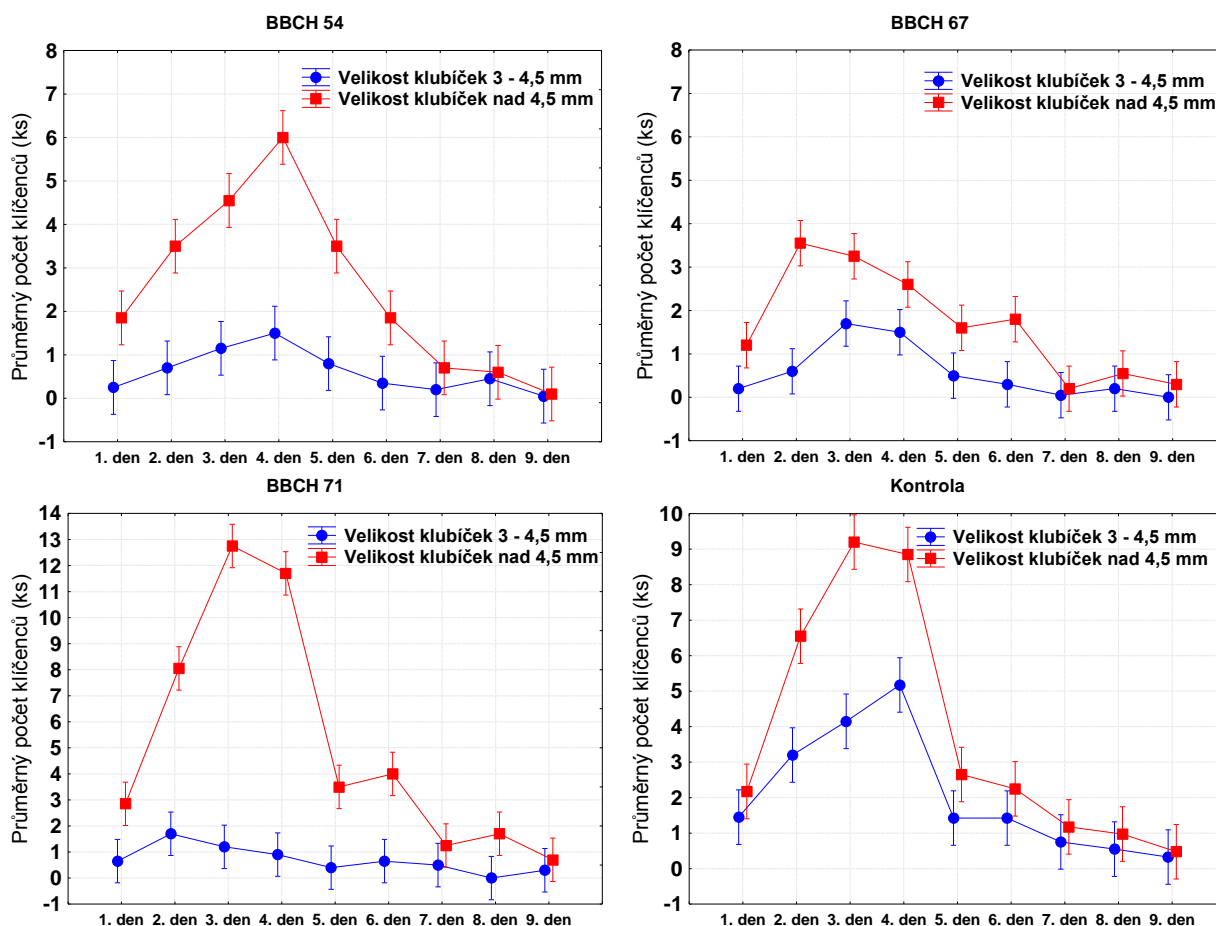 BBCH 54
Průměrný počet klíčenců (ks)
8
7
6
5
4
3
2
1
0
-1
Velikost klubíček 3 - 4,5 mm
Velikost klubíček nad 4,5 mm
1. den 2. den 3. den 4. den 5. den 6. den 7. den 8. den 9. den
BBCH 67
Průměrný počet klíčenců (ks)
8
7
6
5
4
3
2
1
0
-1
Velikost klubíček 3 - 4,5 mm
Velikost klubíček nad 4,5 mm
1. den 2. den 3. den 4. den 5. den 6. den 7. den 8. den 9. den
BBCH 71
Průměrný počet klíčenců (ks)
14
13
12
11
10
9
8
7
6
5
4
3
2
1
0
-1
Velikost klubíček 3 - 4,5 mm
Velikost klubíček nad 4,5 mm
1. den 2. den 3. den 4. den 5. den 6. den 7. den 8. den 9. den
Kontrola
Průměrný počet klíčenců (ks)
10
9
8
7
6
5
4
3
2
1
0
-1
Velikost klubíček 3 - 4,5 mm
Velikost klubíček nad 4,5 mm
1. den 2. den 3. den 4. den 5. den 6. den 7. den 8. den 9. den